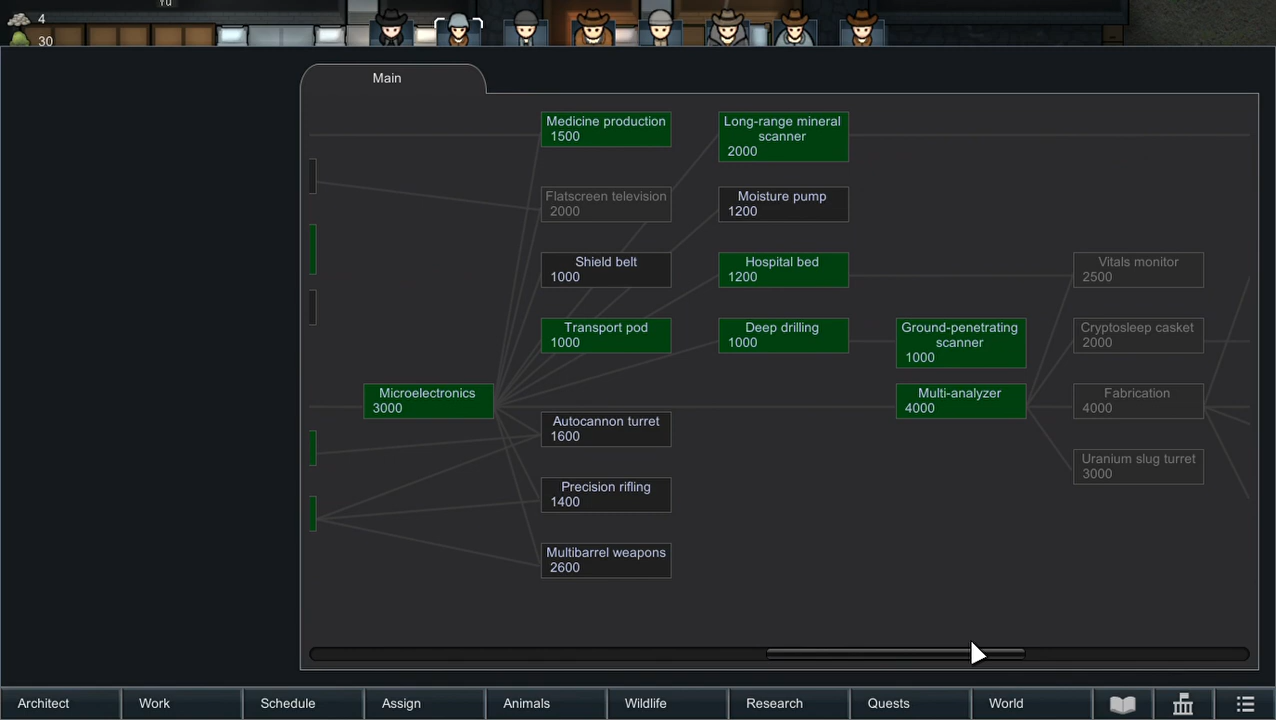 Yu
4
30
Main
Medicine production
1500
Long-range mineral
scanner
2000
Flatscreen television
2000
Moisture pump
1200
Shield belt
1000
Hospital bed
1200
Vitals monitor
2500
Transport pod
1000
Deep drilling
1000
Ground-penetrating
scanner
1000
Cryptosleep casket
2000
Microelectronics
3000
Multi-analyzer
4000
Fabrication
4000
Autocannon turret
1600
Uranium slug turret
3000
Precision rifling
1400
Multibarrel weapons
2600
Architect
Work
Schedule
Assign
Animals
Wildlife
Research
Quests
World